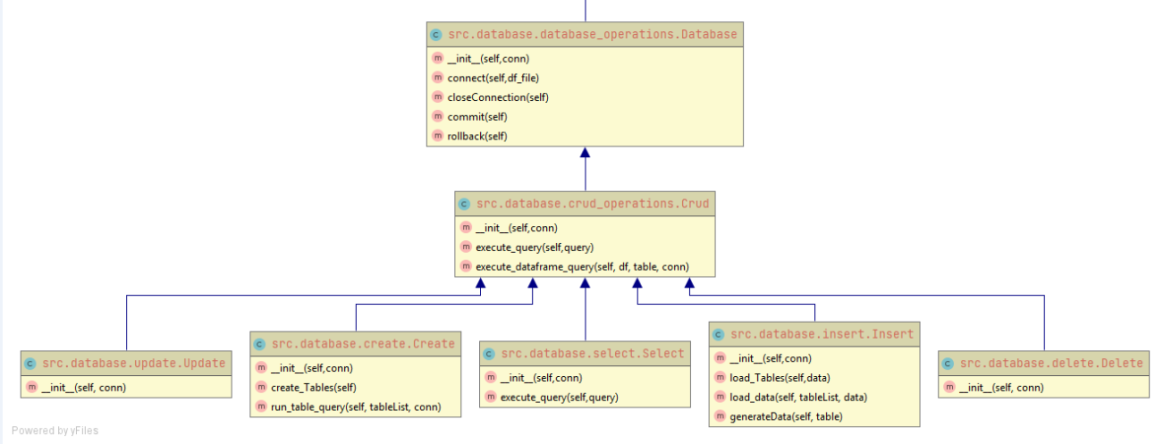 src.database.database_operations.Database
__init__(self,conn)
connect(self,df_file)
closeConnection(self)
commit(self)
rollback(self)
src.database.crud_operations.Crud
__init__(self,conn)
execute_query(self,query)
execute_dataframe_query(self, df, table, conn)
src.database.update.Update
__init__(self, conn)
src.database.create.Create
__init__(self,conn)
create_Tables(self)
run_table_query(self, tableList, conn)
src.database.select.Select
__init__(self,conn)
execute_query(self,query)
src.database.insert.Insert
__init__(self,conn)
load_Tables(self,data)
load_data(self, tableList, data)
generateData(self, table)
src.database.delete.Delete
__init__(self, conn)
Powered by yFiles